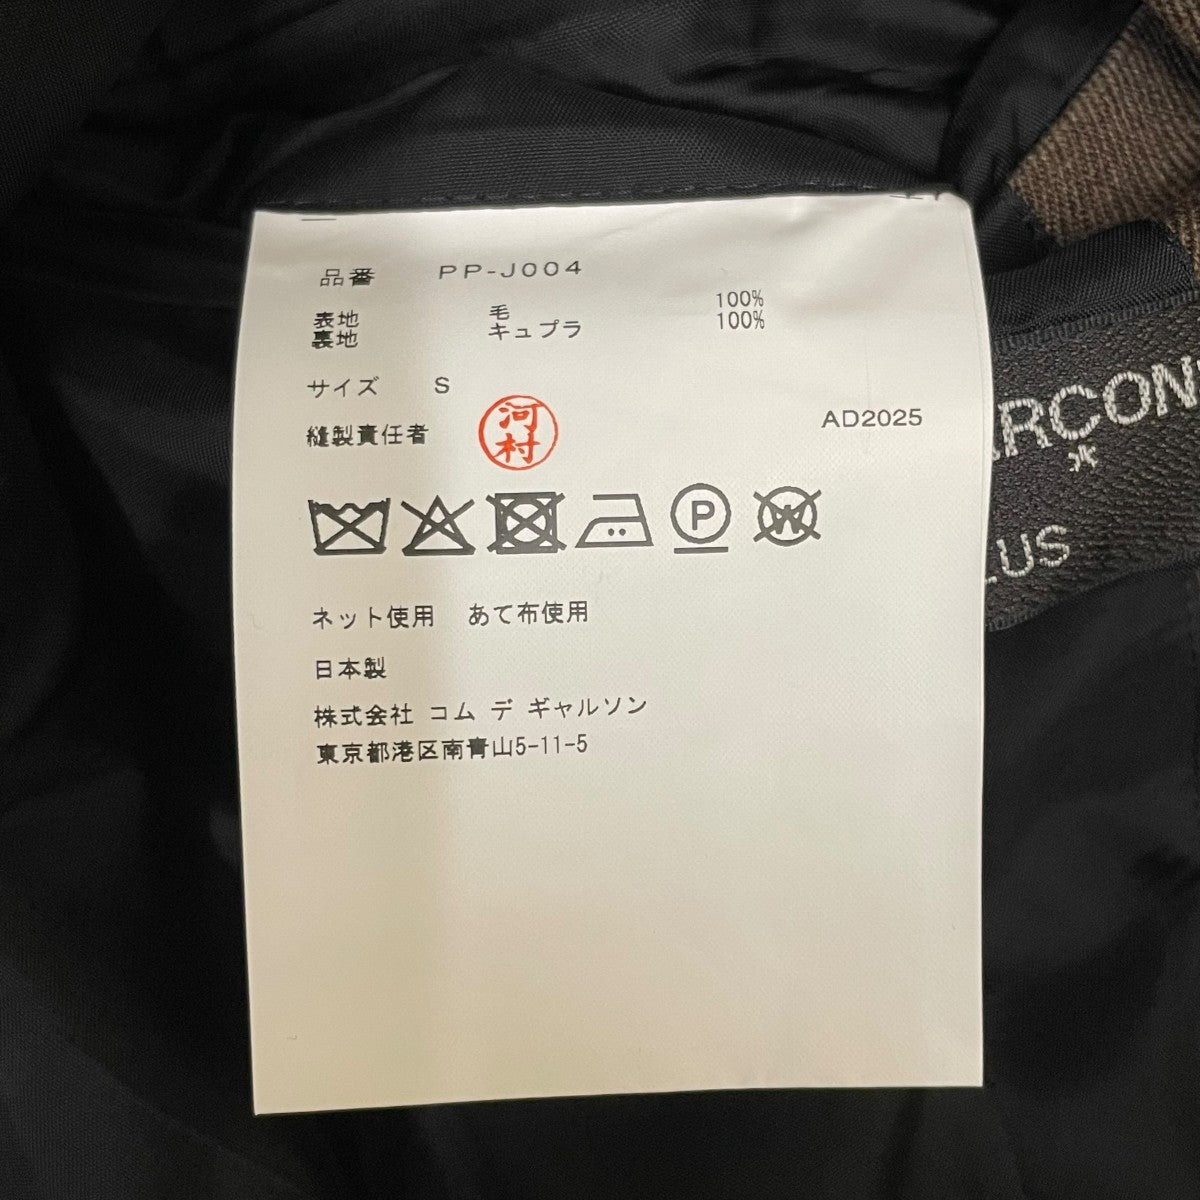 品番 PP-J004
表地 毛 100%
裏地 キュプラ 100%
サイズ S
縫製責任者 河村 AD2025
P W
ネット使用 あて布使用
日本製
株式会社 コム デ ギャルソン
東京都港区南青山5-11-5
ARCON
LUS